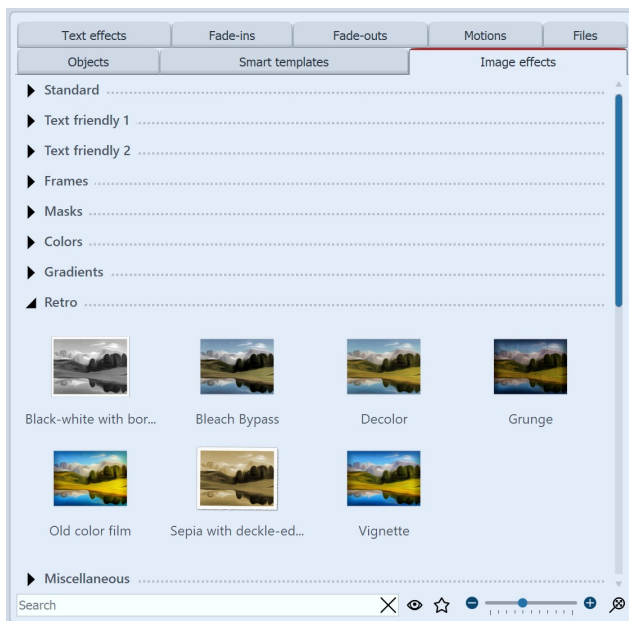 Text effects Fade-ins Fade-outs Motions Files
Objects Smart templates Image effects
Standard
Text friendly 1
Text friendly 2
Frames
Masks
Colors
Gradients
Retro
Black-white with bor... Bleach Bypass Decolor Grunge
Old color film Sepia with deckle-ed... Vignette
Miscellaneous
Search